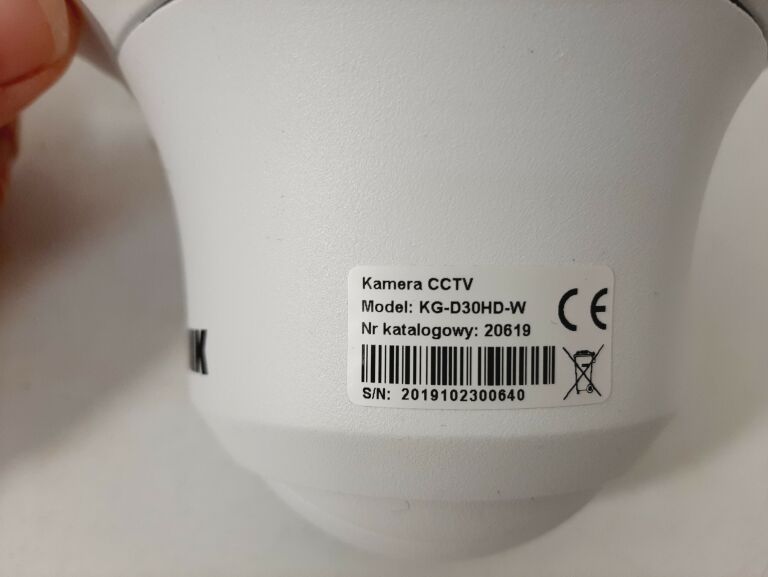 Kamera CCTV
Model: KG-D30HD-W
Nr katalogowy: 20619
CE
S/N: 2019102300640
K